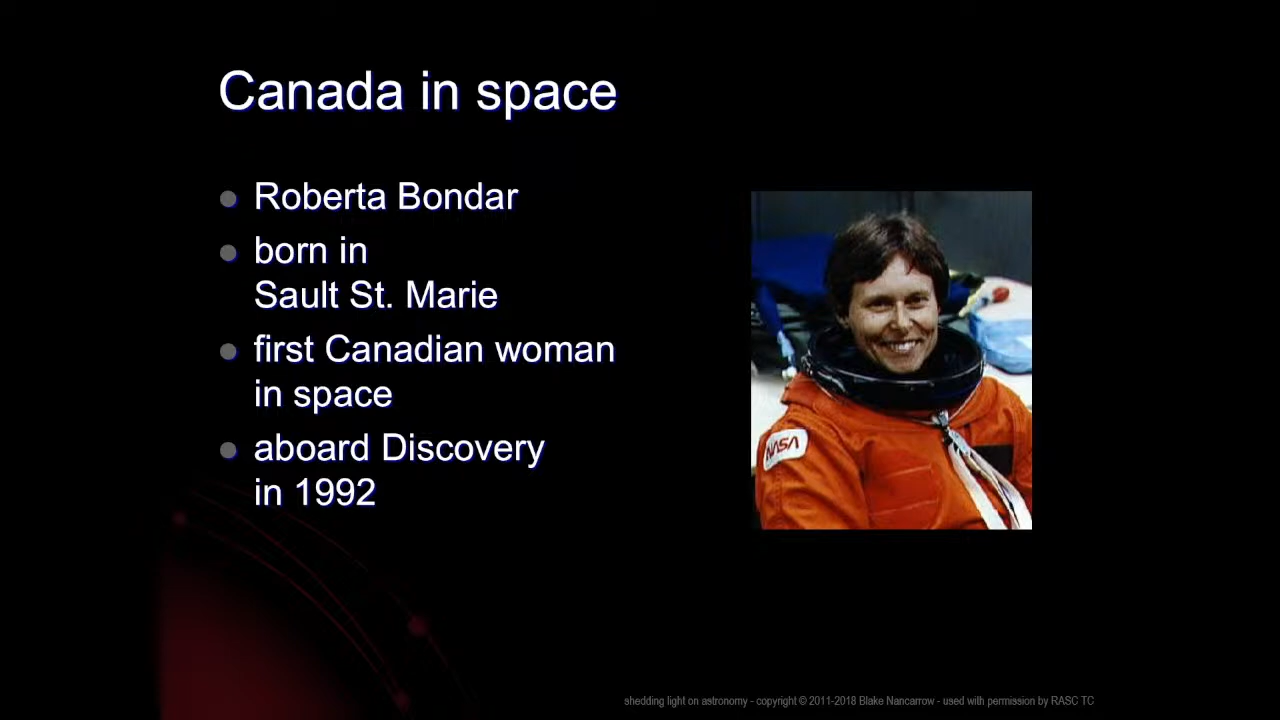 Canada in space
Roberta Bondar
born in
Sault St. Marie
first Canadian woman
in space
aboard Discovery
in 1992
NASA
shedding light on astronomy - copyright © 2011-2018 Blake Nancarrow - used with permission by RASC TC